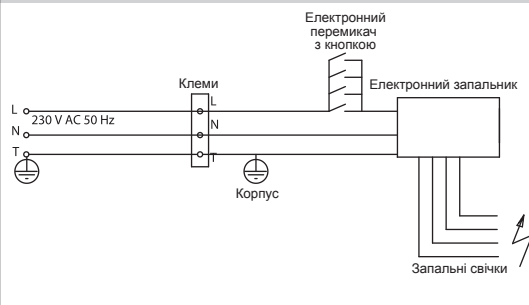 Електронний
перемикач
з кнопкою
Клеми
Електронний запальник
L
L
230 V AC 50 Hz
N
N
T
T
Корпус
Запальні свічки